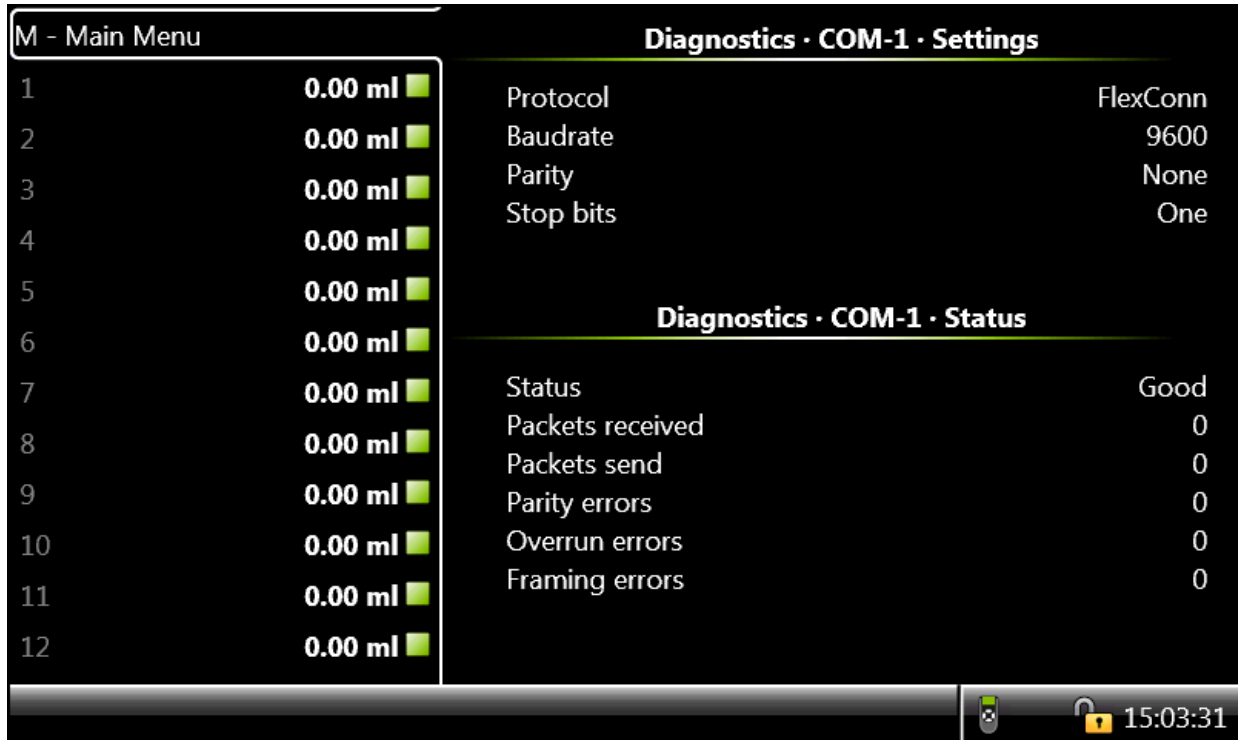 M - Main Menu
1 0.00 ml
2 0.00 ml
3 0.00 ml
4 0.00 ml
5 0.00 ml
6 0.00 ml
7 0.00 ml
8 0.00 ml
9 0.00 ml
10 0.00 ml
11 0.00 ml
12 0.00 ml
Diagnostics · COM-1 · Settings
Protocol FlexConn
Baudrate 9600
Parity None
Stop bits One
Diagnostics · COM-1 · Status
Status Good
Packets received 0
Packets send 0
Parity errors 0
Overrun errors 0
Framing errors 0
15:03:31